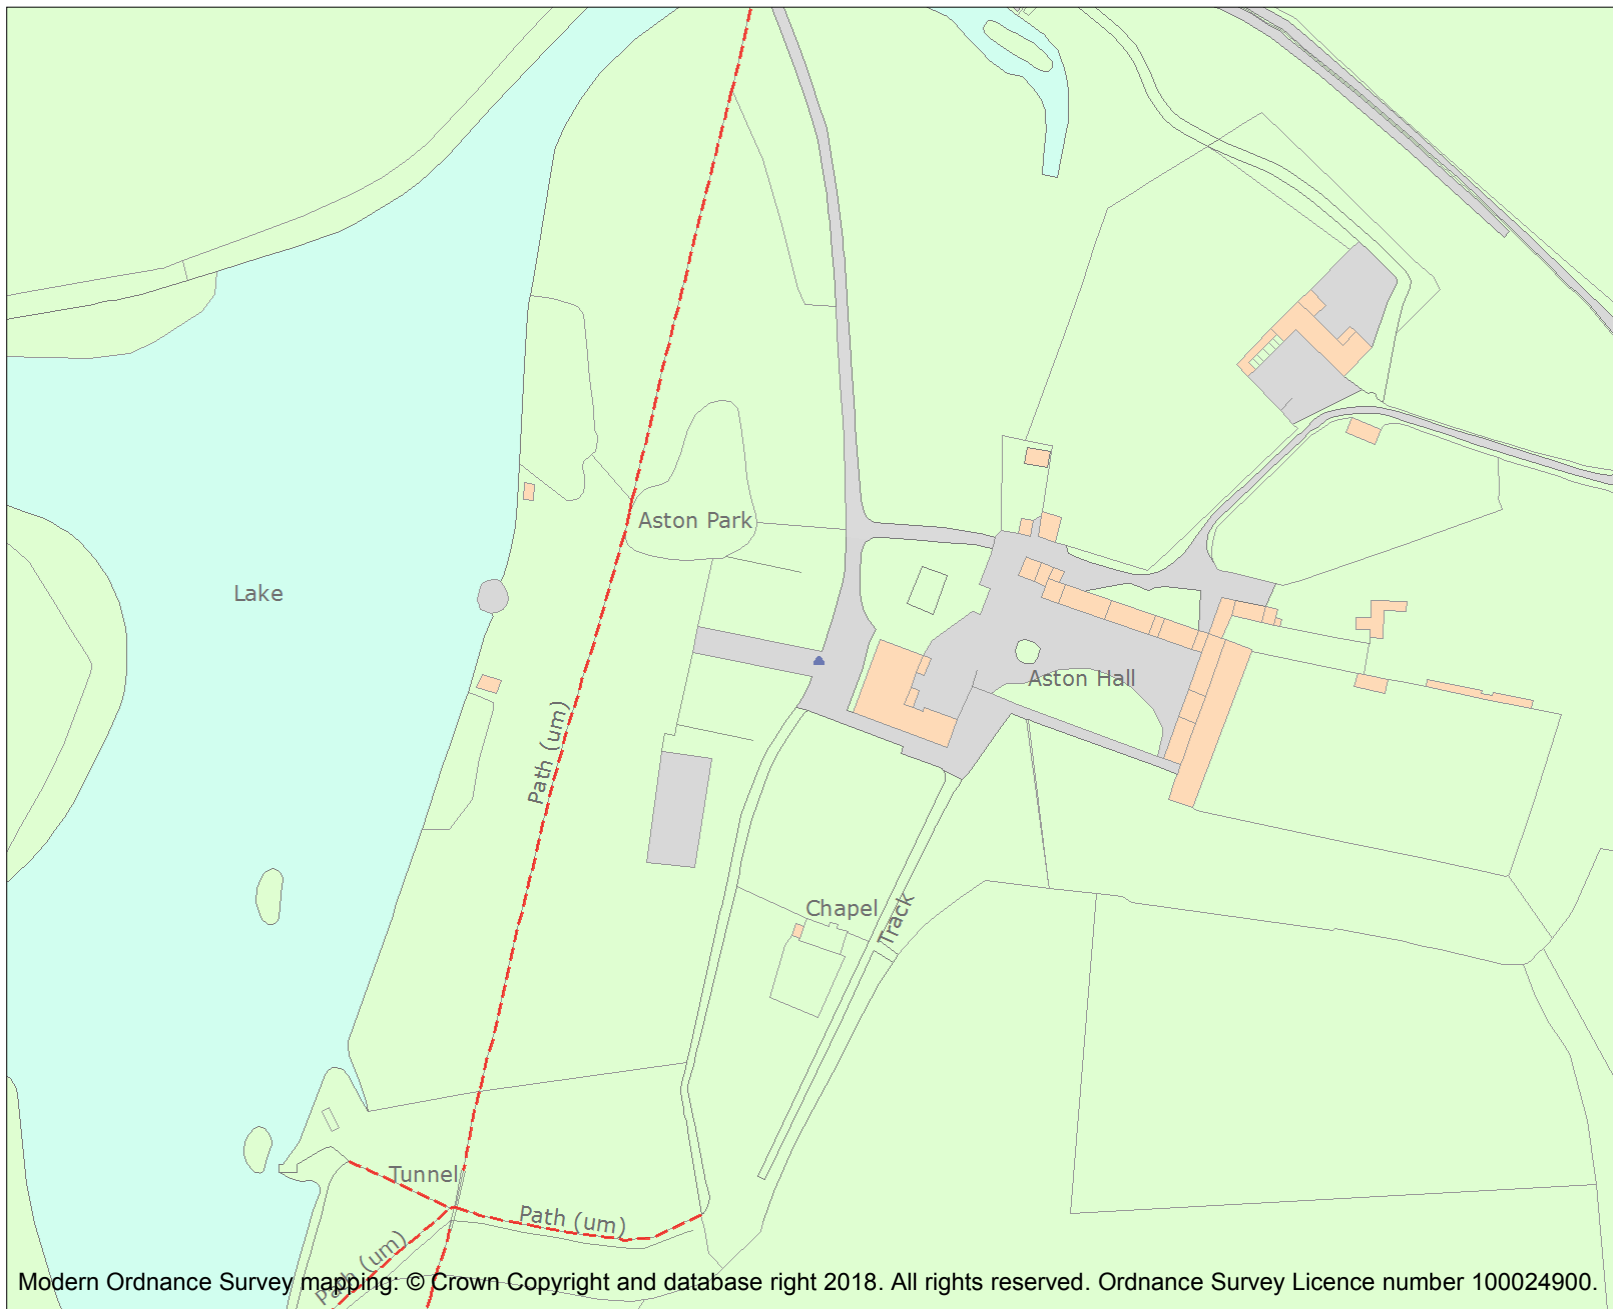 Aston Park
Lake
Aston Hall
Path (um)
Chapel
Track
Tunnel
Path (um)
Path (um)
Modern Ordnance Survey mapping: © Crown Copyright and database right 2018. All rights reserved. Ordnance Survey Licence number 100024900.